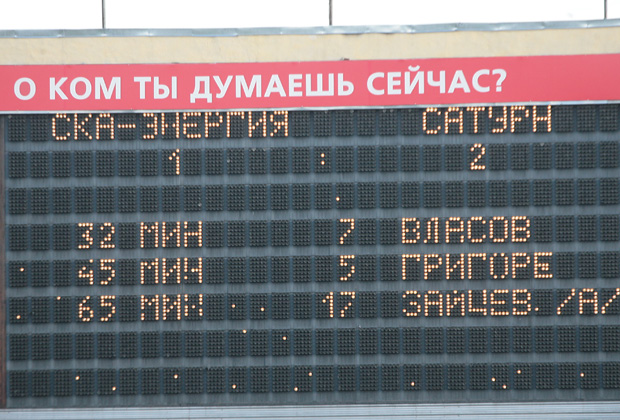 О КОМ ТЫ ДУМАЕШЬ СЕЙЧАС?
СКА-ЭНЕРГИЯ САТУРН
1 : 2
32 МИН 7 ВЛАСОВ
45 МИН 5 ГРИГОРЕ
65 МИН 17 ЗАЙЦЕВ /А/